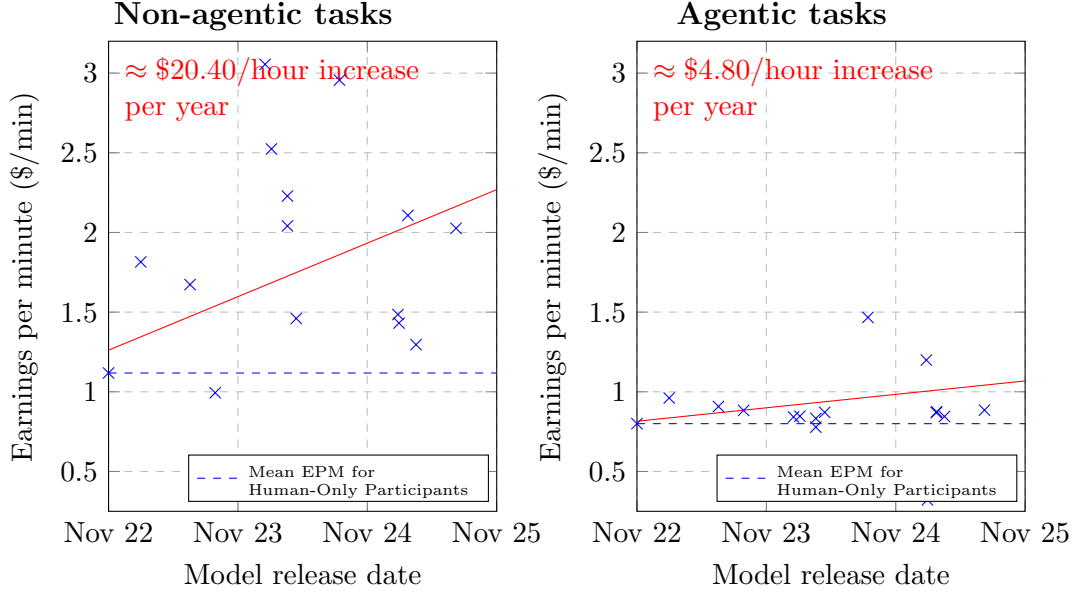 Non-agentic tasks
≈ $20.40/hour increase
per year
3
2.5
2
1.5
1
0.5
Earnings per minute ($/min)
Mean EPM for
Human-Only Participants
Nov 22 Nov 23 Nov 24 Nov 25
Model release date
Agentic tasks
≈ $4.80/hour increase
per year
3
2.5
2
1.5
1
0.5
Earnings per minute ($/min)
Mean EPM for
Human-Only Participants
Nov 22 Nov 23 Nov 24 Nov 25
Model release date